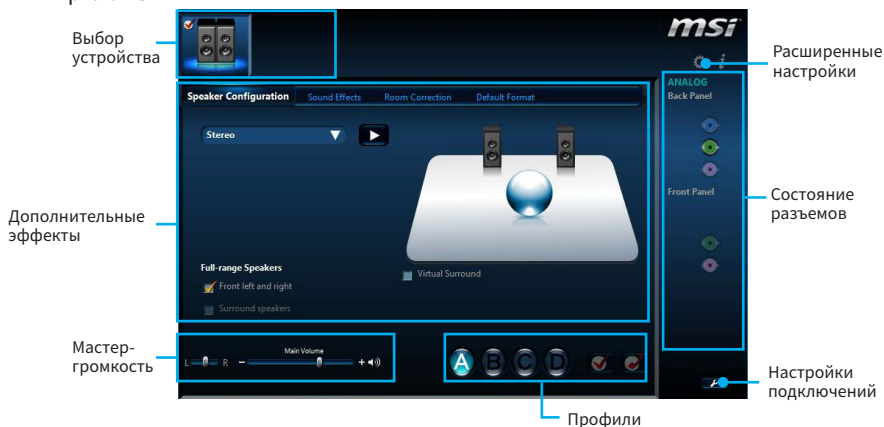 Выбор
устройства
msi
i
Расширенные
настройки
ANALOG
Back Panel
Speaker Configuration
Sound Effects
Room Correction
Default Format
Stereo
Front Panel
Состояние
разъемов
Дополнительные
эффекты
Full-range Speakers
Front left and right
Virtual Surround
Surround speakers
Мастер-
громкость
Main Volume
L R - +
A B C D
Настройки
подключений
Профили